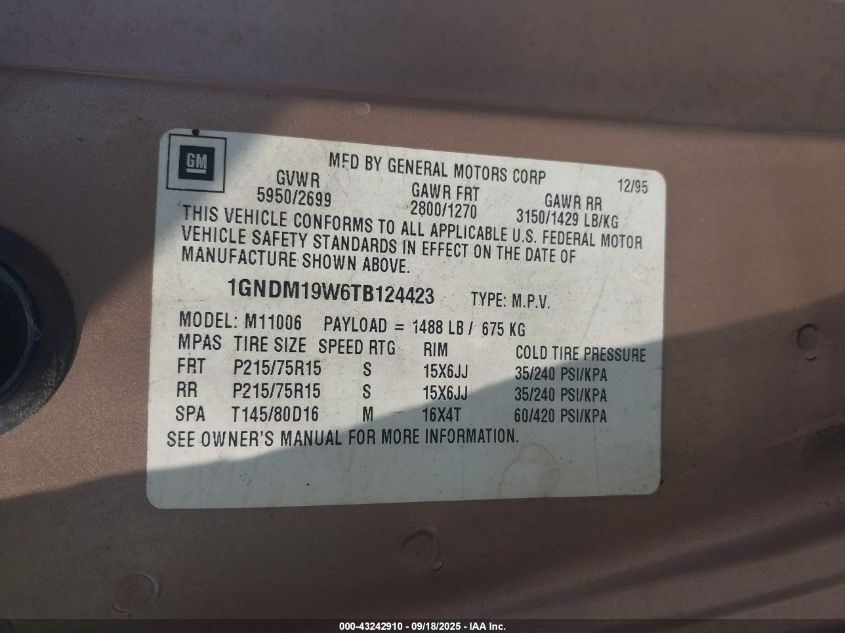 GM
MFD BY GENERAL MOTORS CORP 12/95
GVWR GAWR FRT GAWR RR
5950/2699 2800/1270 3150/1429 LB/KG
THIS VEHICLE CONFORMS TO ALL APPLICABLE U.S. FEDERAL MOTOR
VEHICLE SAFETY STANDARDS IN EFFECT ON THE DATE OF
MANUFACTURE SHOWN ABOVE.
1GNDM19W6TB124423 TYPE: M.P.V.
MODEL: M11006 PAYLOAD = 1488 LB / 675 KG
MPAS TIRE SIZE SPEED RTG RIM COLD TIRE PRESSURE
FRT P215/75R15 S 15X6JJ 35/240 PSI/KPA
RR P215/75R15 S 15X6JJ 35/240 PSI/KPA
SPA T145/80D16 M 16X4T 60/420 PSI/KPA
SEE OWNER'S MANUAL FOR MORE INFORMATION.
000-43242910 - 09/18/2025 - IAA Inc.